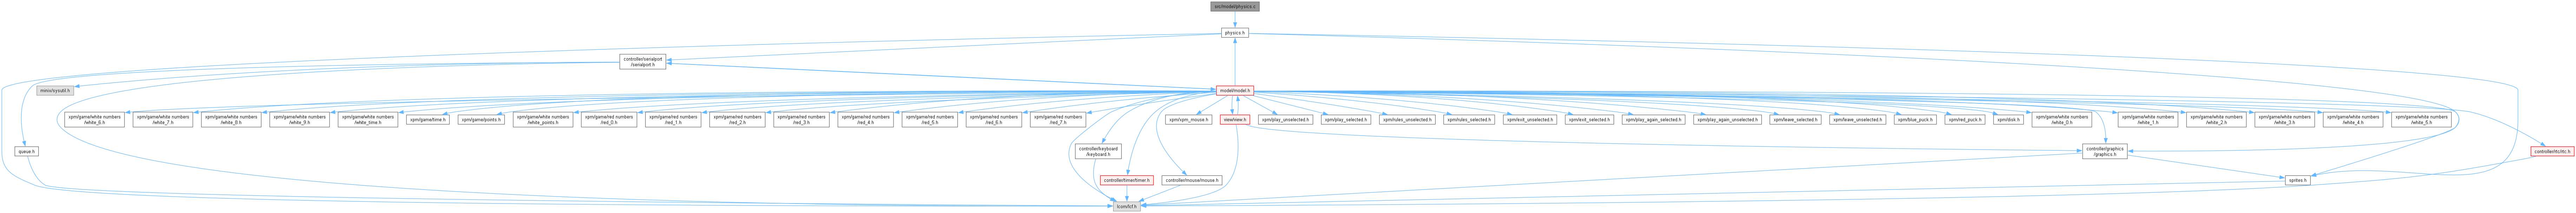 src/model/physics.c
physics.h
controller/serialport
/serialport.h
minix/sysutil.h
model/model.h
xpm/game/white numbers
/white_6.h
xpm/game/white numbers
/white_7.h
xpm/game/white numbers
/white_8.h
xpm/game/white numbers
/white_9.h
xpm/game/white numbers
/white_time.h
xpm/game/time.h
xpm/game/points.h
xpm/game/white numbers
/white_points.h
xpm/game/red numbers
/red_0.h
xpm/game/red numbers
/red_1.h
xpm/game/red numbers
/red_2.h
xpm/game/red numbers
/red_3.h
xpm/game/red numbers
/red_4.h
xpm/game/red numbers
/red_5.h
xpm/game/red numbers
/red_6.h
xpm/game/red numbers
/red_7.h
xpm/xpm_mouse.h
view/view.h
xpm/play_unselected.h
xpm/play_selected.h
xpm/rules_unselected.h
xpm/rules_selected.h
xpm/exit_unselected.h
xpm/exit_selected.h
xpm/play_again_selected.h
xpm/play_again_unselected.h
xpm/leave_selected.h
xpm/leave_unselected.h
xpm/blue_puck.h
xpm/red_puck.h
xpm/disk.h
xpm/game/white numbers
/white_0.h
xpm/game/white numbers
/white_1.h
xpm/game/white numbers
/white_2.h
xpm/game/white numbers
/white_3.h
xpm/game/white numbers
/white_4.h
xpm/game/white numbers
/white_5.h
queue.h
controller/keyboard
/keyboard.h
controller/graphics
/graphics.h
controller/rtc/rtc.h
controller/timer/timer.h
controller/mouse/mouse.h
sprites.h
lcom/lcf.h